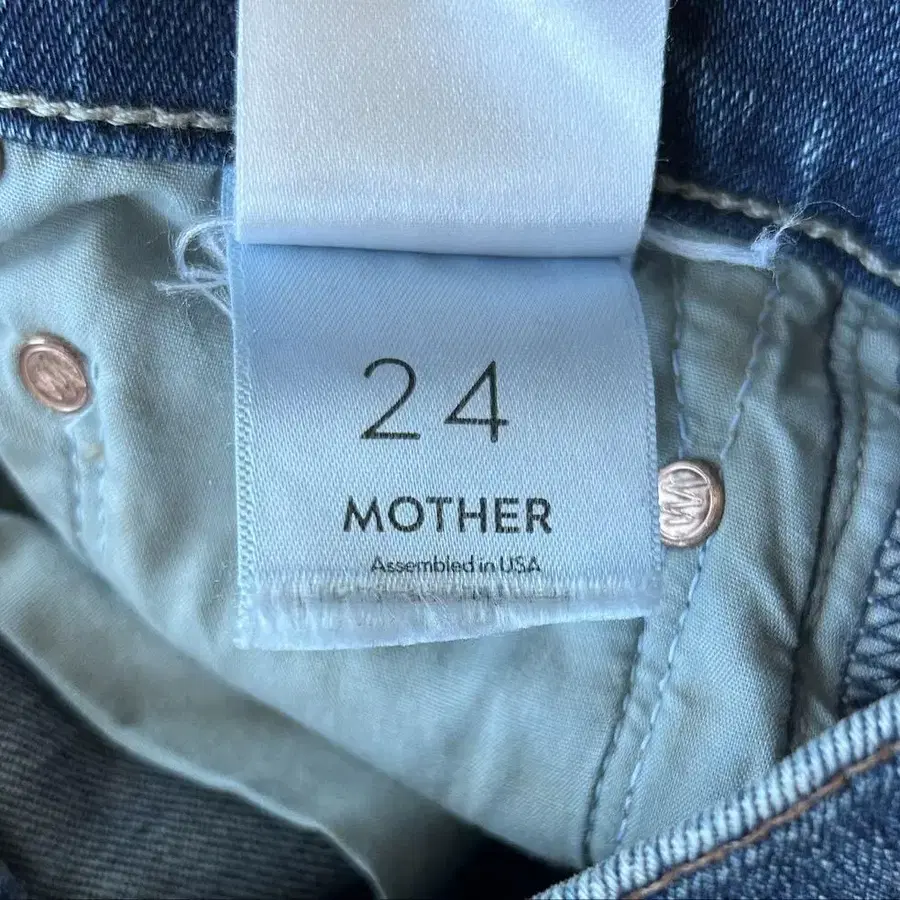 24
MOTHER
Assembled in USA